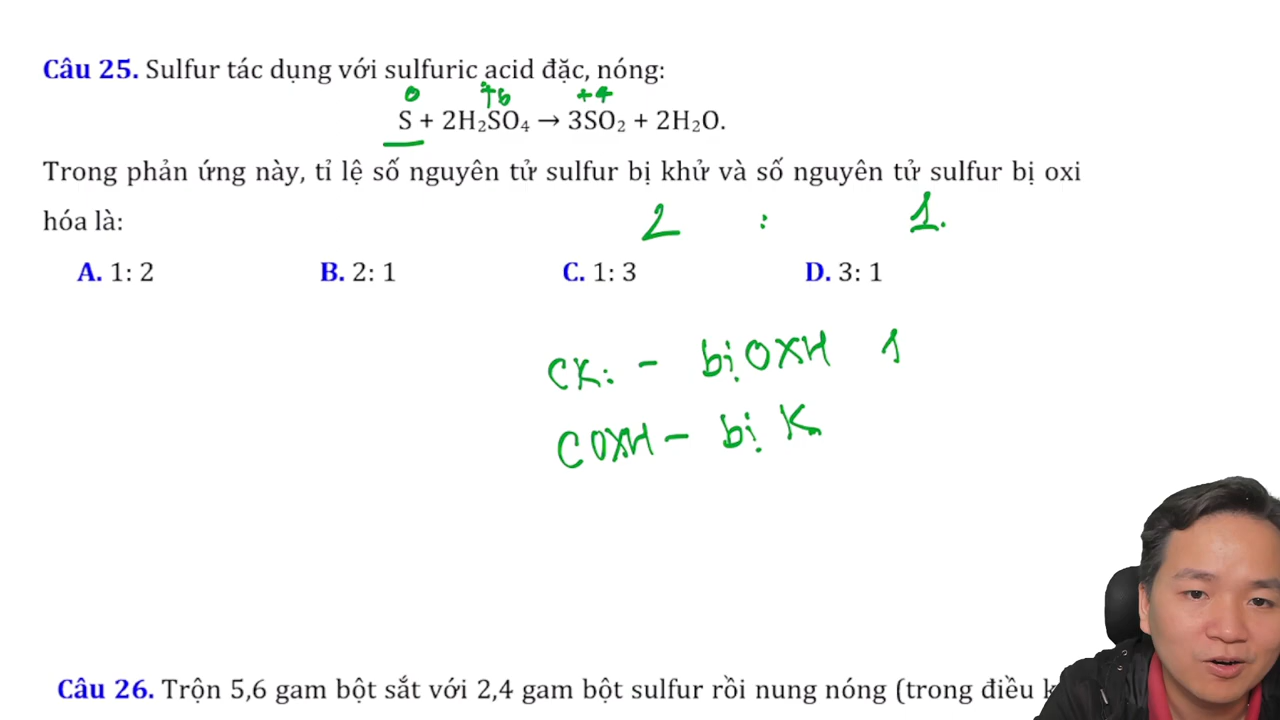 Câu 25. Sulfur tác dụng với sulfuric acid đặc, nóng:
0 +6 +4
S + 2H₂SO₄ → 3SO₂ + 2H₂O.
Trong phản ứng này, tỉ lệ số nguyên tử sulfur bị khử và số nguyên tử sulfur bị oxi
hóa là:
2 : 1.
A. 1: 2 B. 2: 1 C. 1: 3 D. 3: 1
CK: - bị OXH 1
COXH - bị K
Câu 26. Trộn 5,6 gam bột sắt với 2,4 gam bột sulfur rồi nung nóng (trong điều